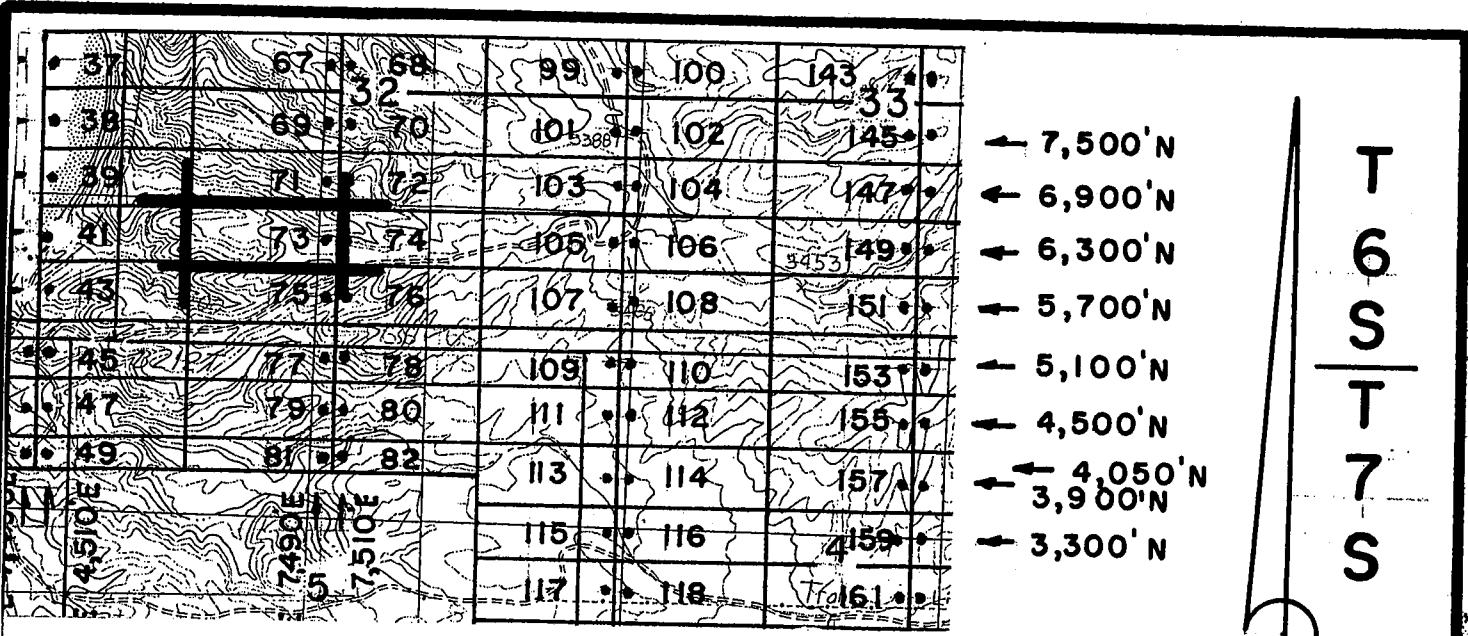 37 67 68 99 100 143
32 33
38 69 70 101 5388 102 145 7,500'N
39 71 72 103 104 147 6,900'N
41 73 74 105 106 5453 149 6,300'N
43 75 76 107 108 151 5,700'N
45 77 78 109 110 153 5,100'N
47 79 80 111 112 155 4,500'N
49 81 82 4,050'N
113 114 157 3,900'N
115 116 4 159 3,300'N
117 118 161
4,510E
7,490E
5
7,510E
T
6
S
T
7
S